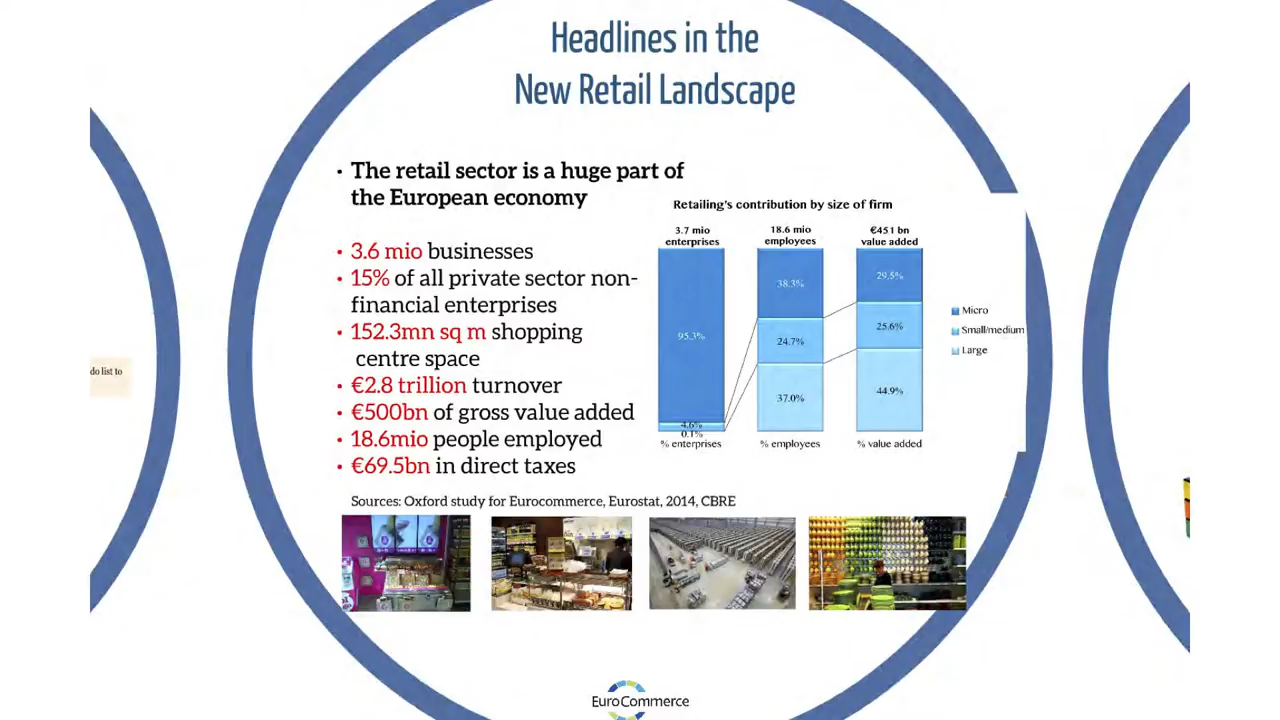 Headlines in the
New Retail Landscape
• The retail sector is a huge part of
the European economy
• 3.6 mio businesses
• 15% of all private sector non-
financial enterprises
• 152.3mn sq m shopping
centre space
• €2.8 trillion turnover
• €500bn of gross value added
• 18.6mio people employed
• €69.5bn in direct taxes
Sources: Oxford study for Eurocommerce, Eurostat, 2014, CBRE
Retailing's contribution by size of firm
3.7 mio 18.6 mio €451 bn
enterprises employees value added
95.3% 38.3% 29.5%
24.7% 25.6%
37.0% 44.9%
4.6%
0.1%
% enterprises % employees % value added
Micro
Small/medium
Large
do list to
EuroCommerce